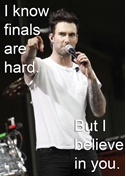 I know
finals
are
hard.
But I
believe
in you.